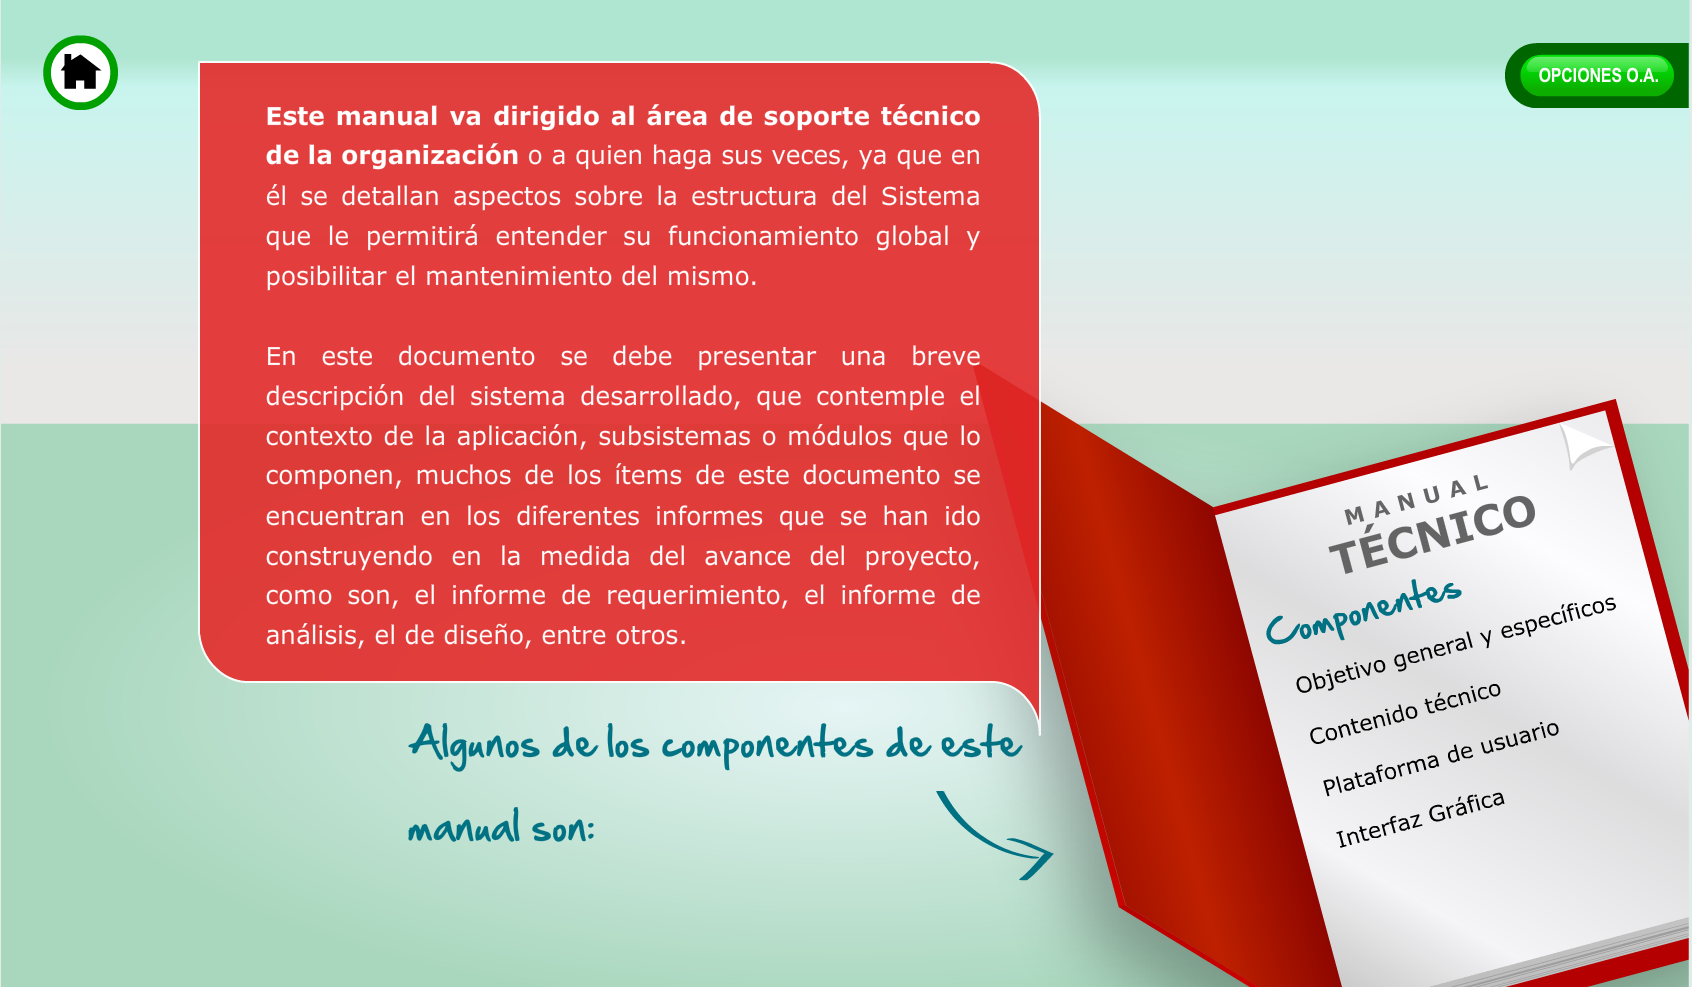 OPCIONES O.A.
Este manual va dirigido al área de soporte técnico
de la organización o a quien haga sus veces, ya que en
él se detallan aspectos sobre la estructura del Sistema
que le permitirá entender su funcionamiento global y
posibilitar el mantenimiento del mismo.
En este documento se debe presentar una breve
descripción del sistema desarrollado, que contemple el
contexto de la aplicación, subsistemas o módulos que lo
componen, muchos de los ítems de este documento se
encuentran en los diferentes informes que se han ido
construyendo en la medida del avance del proyecto,
como son, el informe de requerimiento, el informe de
análisis, el de diseño, entre otros.
Algunos de los componentes de este
manual son:
MANUAL
TÉCNICO
Componentes
Objetivo general y específicos
Contenido técnico
Plataforma de usuario
Interfaz Gráfica